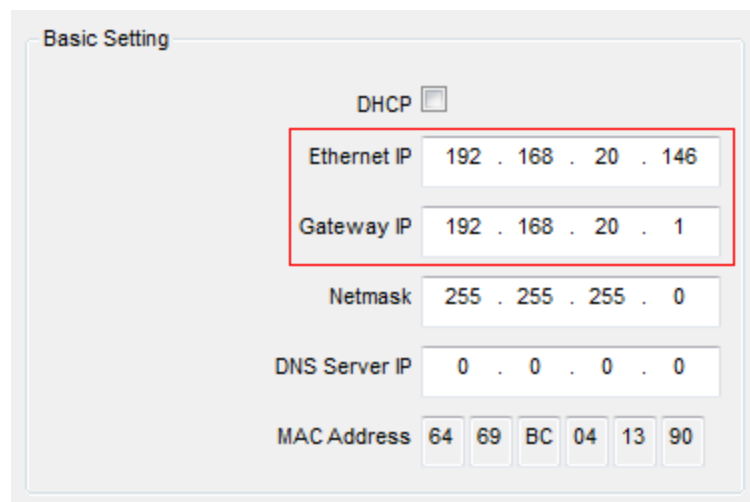 Basic Setting
DHCP
Ethernet IP 192 . 168 . 20 . 146
Gateway IP 192 . 168 . 20 . 1
Netmask 255 . 255 . 255 . 0
DNS Server IP 0 . 0 . 0 . 0
MAC Address 64 69 BC 04 13 90